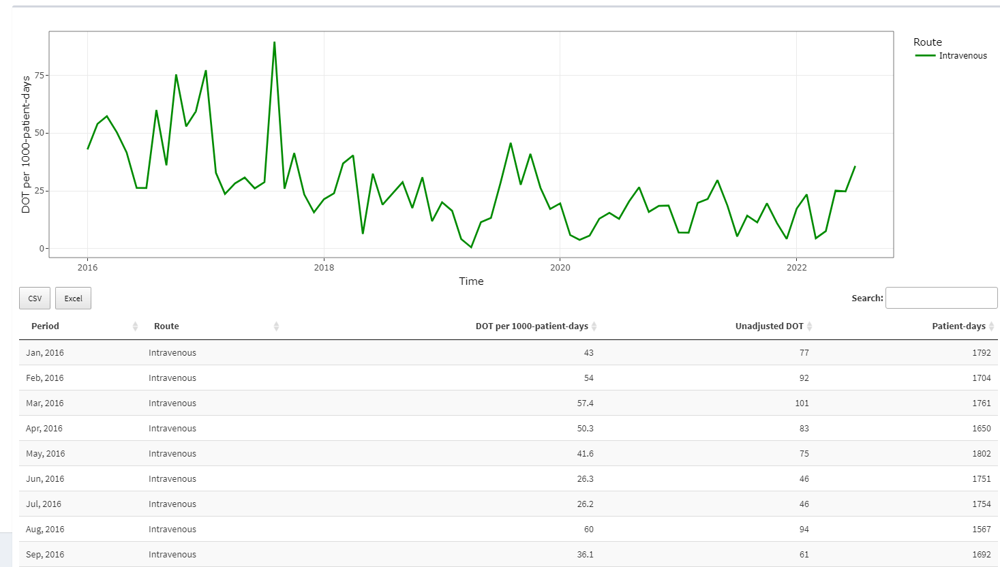 Route
Intravenous
75
50
25
0
DOT per 1000-patient-days
2016 2018 2020 2022
Time
CSV Excel Search:
Period Route DOT per 1000-patient-days Unadjusted DOT Patient-days
Jan, 2016 Intravenous 43 77 1792
Feb, 2016 Intravenous 54 92 1704
Mar, 2016 Intravenous 57.4 101 1761
Apr, 2016 Intravenous 50.3 83 1650
May, 2016 Intravenous 41.6 75 1802
Jun, 2016 Intravenous 26.3 46 1751
Jul, 2016 Intravenous 26.2 46 1754
Aug, 2016 Intravenous 60 94 1567
Sep, 2016 Intravenous 36.1 61 1692